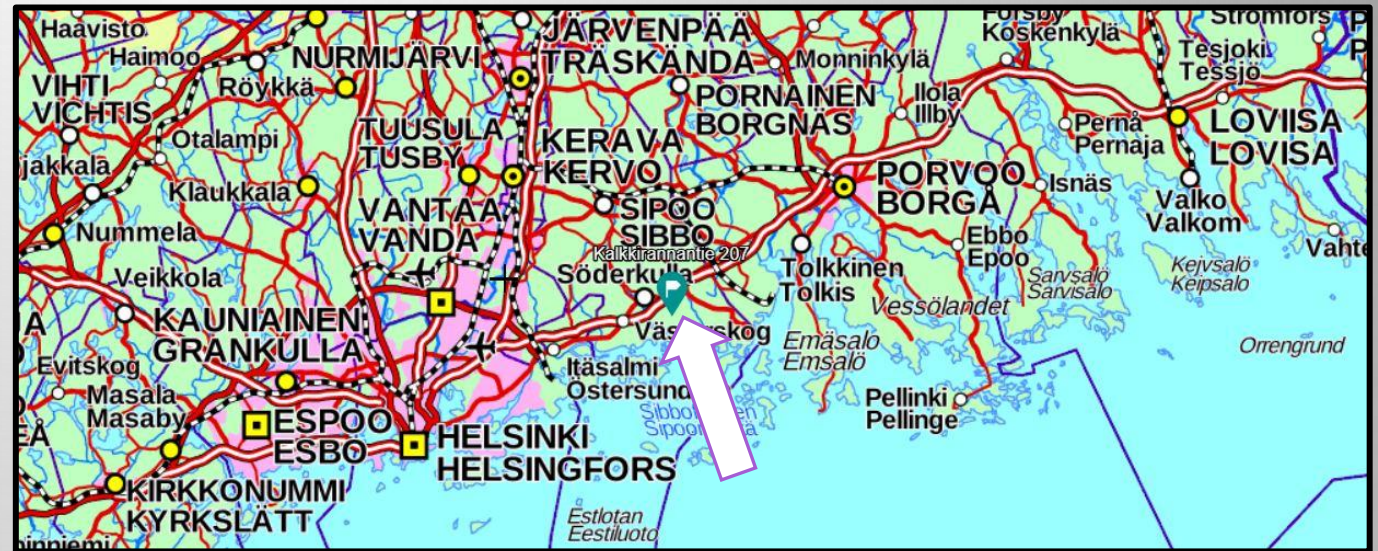 Haavisto
Haimoo
VIHTI
VICHTIS
Röykkä
NURMIJÄRVI
JÄRVENPÄÄ
TRÄSKÄNDA
Monninkylä
Koskenkylä
Strömfors
Tesjoki
Tessjö
Otalampi
TUUSULA
TUSBY
KERAVA
KERVO
PORNAINEN
BORGNÄS
Ilola
Illby
Pernå
Pernaja
LOVIISA
LOVISA
jakkala
Klaukkala
PORVOO
BORGÅ
Isnäs
Valko
Valkom
Nummela
VANTAA
VANDA
SIPOO
SIBBO
Kalkkirannantie 207
Ebbo
Epoo
Vahte
Veikkola
Söderkulla
Tolkkinen
Tolkis
Vessölandet
Sarvsalö
Sarvisalo
Kejvsalö
Keipsalo
KAUNIAINEN
GRANKULLA
Emäsalo
Emsalö
Orrengrund
Evitskog
Masala
Masaby
Itäsalmi
Östersund
Pellinki
Pellinge
ESPOO
ESBO
HELSINKI
HELSINGFORS
KIRKKONUMMI
KYRKSLÄTT
Estlotan
Eestiluoto